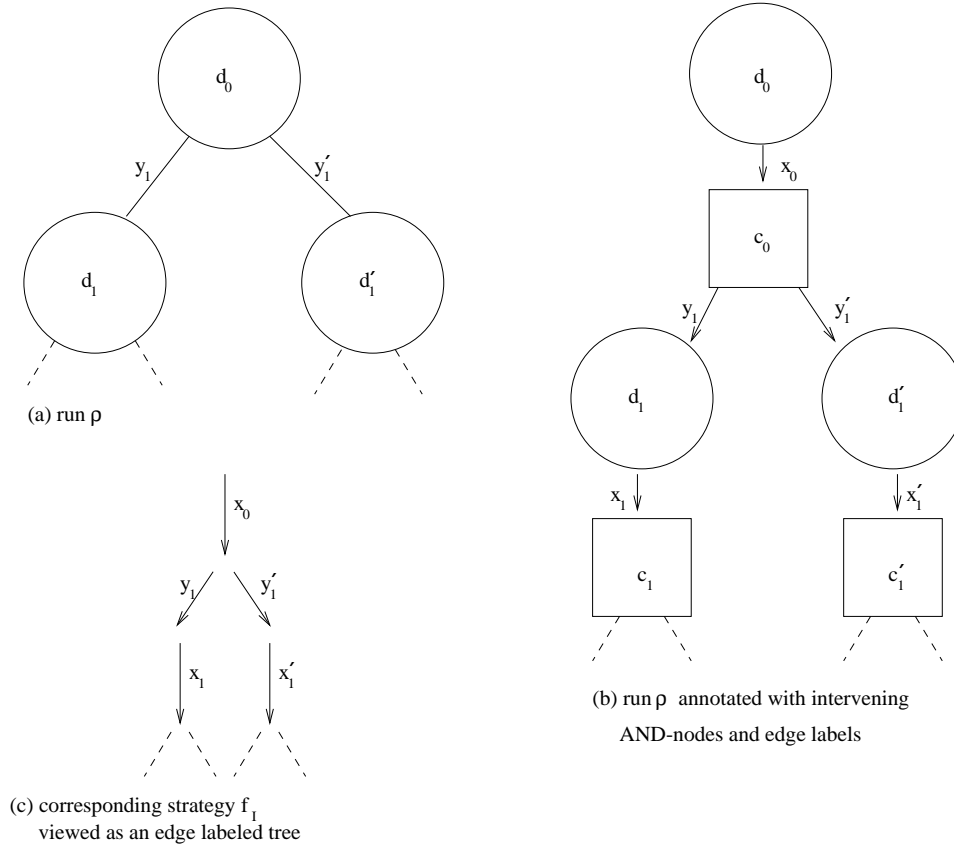 d₀
y₁ y₁′
d₁ d₁′
(a) run ρ
d₀
x₀
c₀
y₁ y₁′
d₁ d₁′
x₁ x₁′
c₁ c₁′
(b) run ρ annotated with intervening
AND-nodes and edge labels
x₀
y₁ y₁′
x₁ x₁′
(c) corresponding strategy f_I
viewed as an edge labeled tree